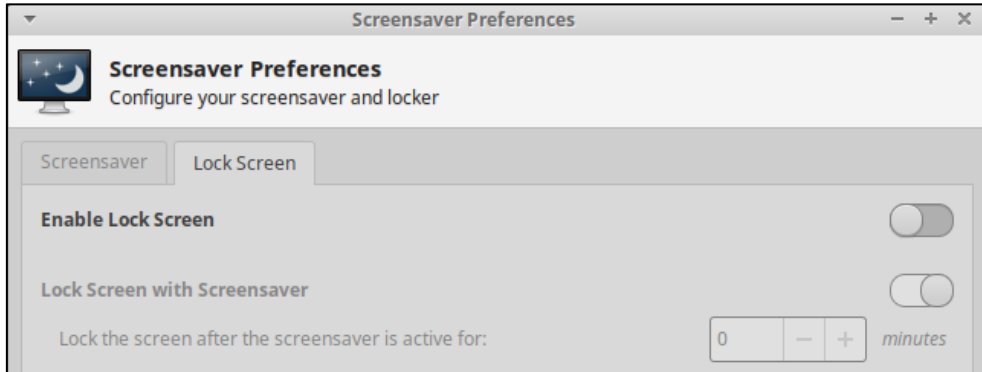 Screensaver Preferences
Screensaver Preferences
Configure your screensaver and locker
Screensaver Lock Screen
Enable Lock Screen
Lock Screen with Screensaver
Lock the screen after the screensaver is active for: 0 minutes